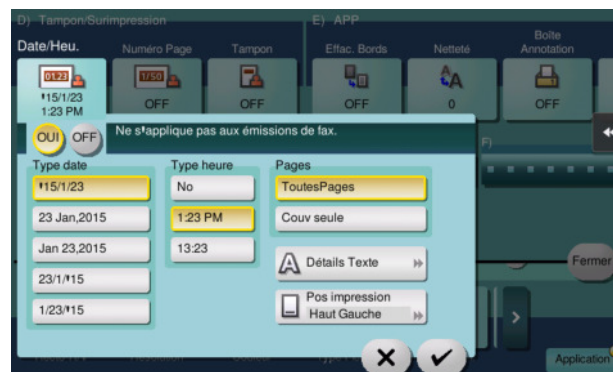 D) Tampon/Surimpression
E) APP
Date/Heu.
Numéro Page
Tampon
Effac. Bords
Netteté
Boîte
Annotation
01.23
1/50
'15/1/23
1:23 PM
OFF
OFF
OFF
0
OFF
OUI
OFF
Ne s'applique pas aux émissions de fax.
F)
Type date
Type heure
Pages
'15/1/23
No
ToutesPages
23 Jan,2015
1:23 PM
Couv seule
Jan 23,2015
13:23
Détails Texte
Fermer
23/1/'15
Pos impression
Haut Gauche
1/23/'15
Application